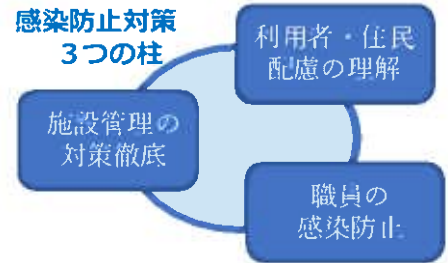 感染防止対策
３つの柱
利用者・住民
配慮の理解
施設管理の
対策徹底
職員の
感染防止